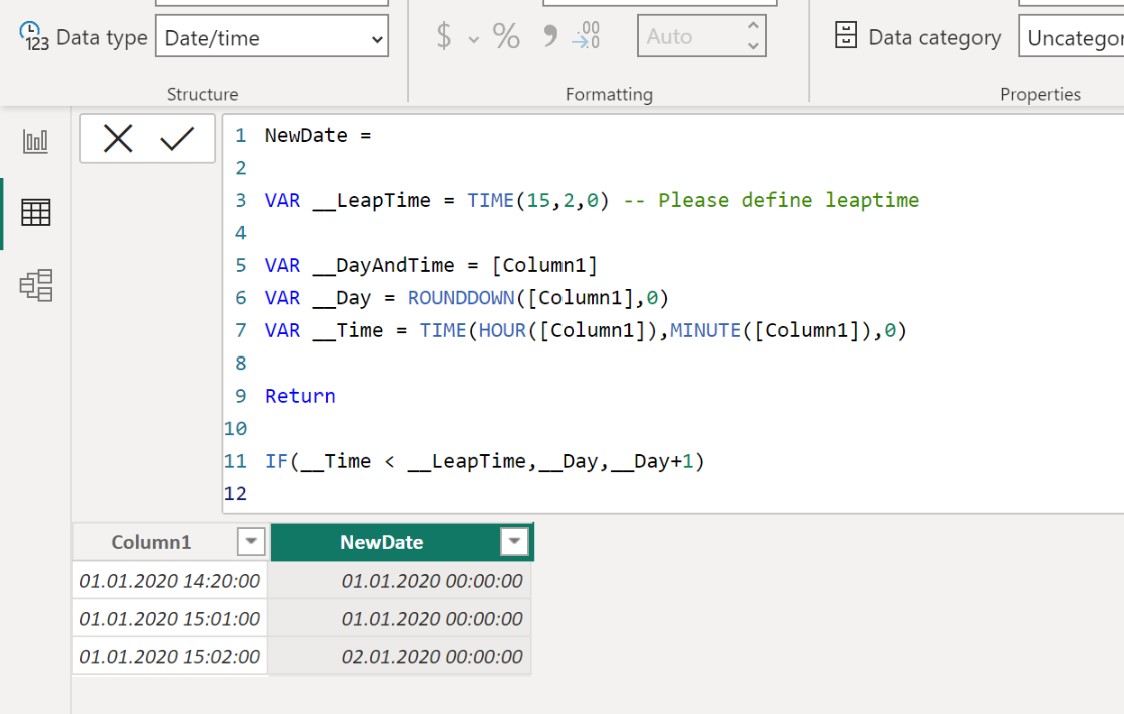 Data type Date/time $ % , .00 →.0 Auto Data category Uncategor
Structure Formatting Properties
1 NewDate =
2
3 VAR __LeapTime = TIME(15,2,0) -- Please define leaptime
4
5 VAR __DayAndTime = [Column1]
6 VAR __Day = ROUNDDOWN([Column1],0)
7 VAR __Time = TIME(HOUR([Column1]),MINUTE([Column1]),0)
8
9 Return
10
11 IF(__Time < __LeapTime,__Day,__Day+1)
12
Column1 NewDate
01.01.2020 14:20:00 01.01.2020 00:00:00
01.01.2020 15:01:00 01.01.2020 00:00:00
01.01.2020 15:02:00 02.01.2020 00:00:00